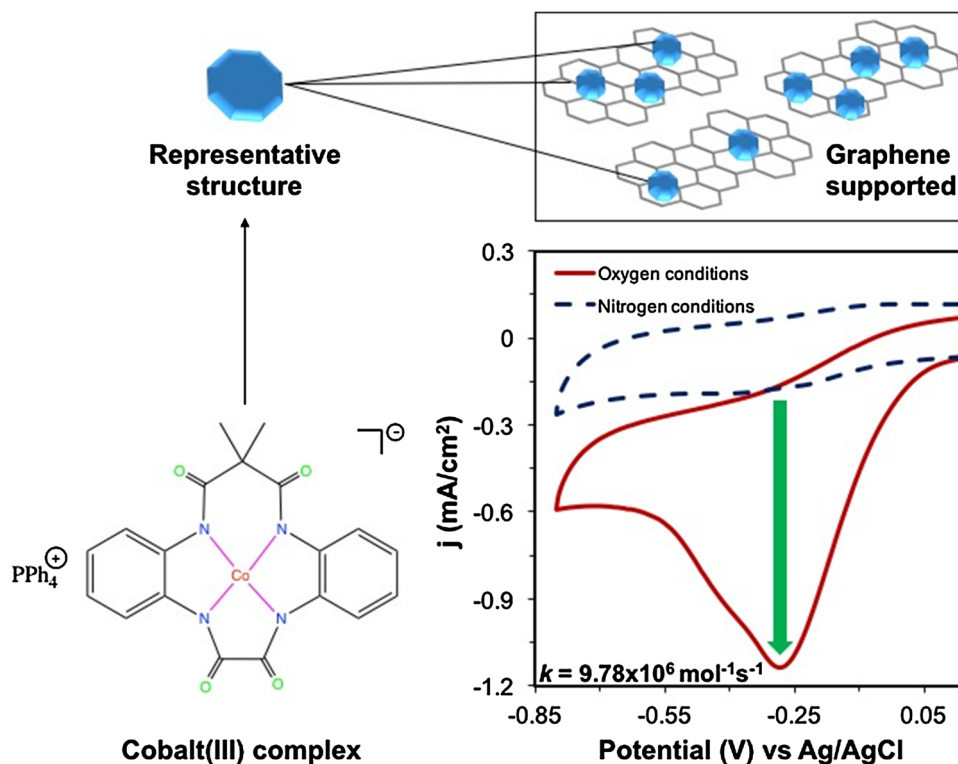 Representative
structure
Graphene
supported
O
O
N
N
Co
N
N
O
O
⊖
PPh₄⊕
Cobalt(III) complex
Oxygen conditions
Nitrogen conditions
0.3
0
-0.3
-0.6
-0.9
-1.2
j (mA/cm²)
k = 9.78x10⁶ mol⁻¹s⁻¹
-0.85
-0.55
-0.25
0.05
Potential (V) vs Ag/AgCl